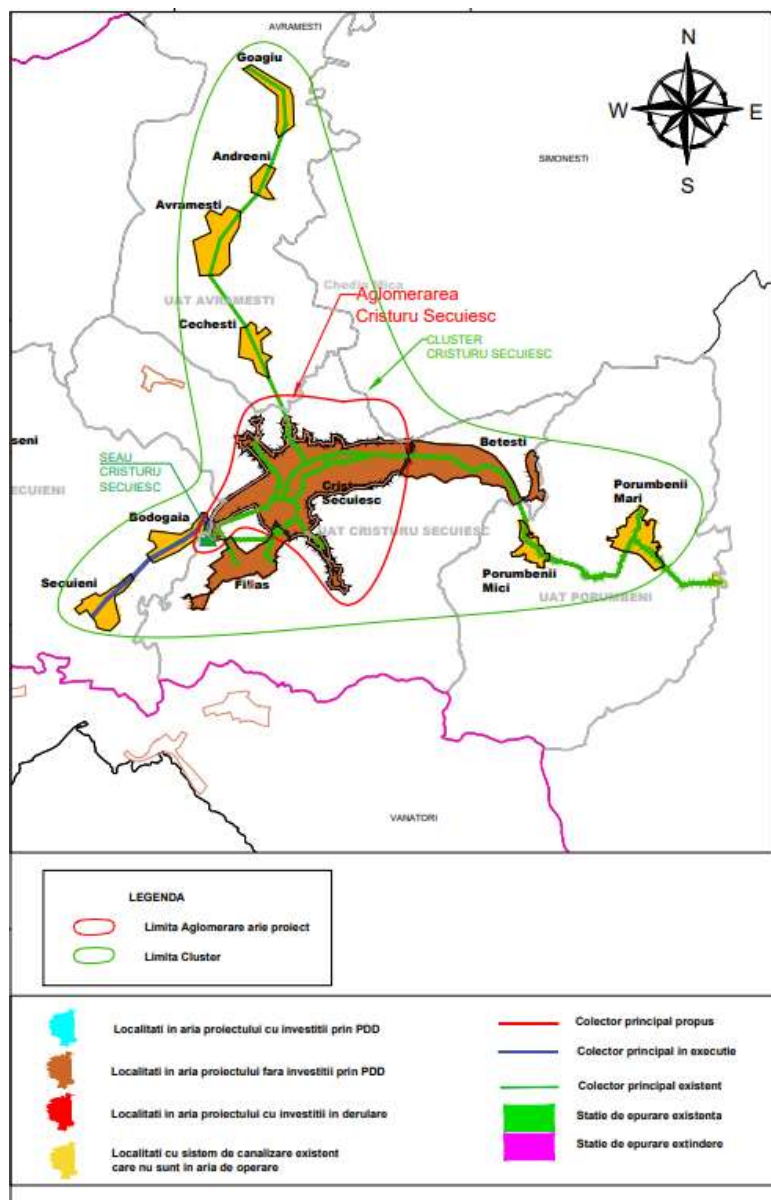 AVRAMESTI
Goagiu
N
W
E
S
Andreeni
SIMONESTI
Avramesti
Chedia Mica
Aglomerarea
Cristuru Secuiesc
UAT AVRAMESTI
Cechesti
CLUSTER
CRISTURU SECUIESC
seni
Betesti
SEAU
CRISTURU
SECUIESC
Porumbenii
Mari
ECUIENI
Secuiesc
Bodogaia
UAT CRISTURU SECUIESC
Secuieni
Filias
Porumbenii
Mici
UAT PORUMBENI
VANATORI
LEGENDA
Limita Aglomerare arie proiect
Limita Cluster
Localitati in aria proiectului cu investitii prin PDD
Localitati in aria proiectului fara investitii prin PDD
Localitati in aria proiectului cu investitii in derulare
Localitati cu sistem de canalizare existent
care nu sunt in aria de operare
Colector principal propus
Colector principal in executie
Colector principal existent
Statie de epurare existenta
Statie de epurare extindere